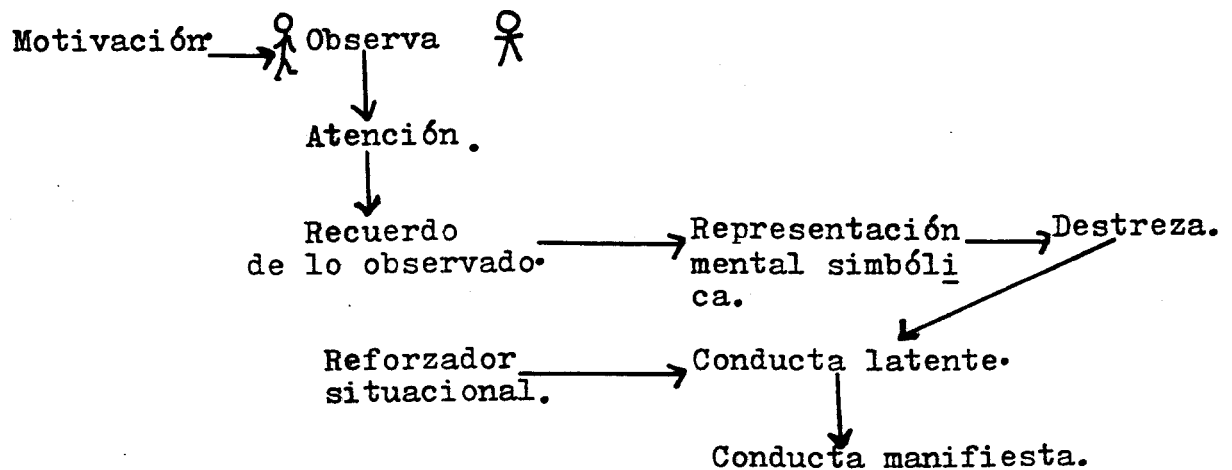 Motivación. Observa
Atención.
Recuerdo
de lo observado.
Representación
mental simbóli
ca.
Destreza.
Reforzador
situacional.
Conducta latente.
Conducta manifiesta.